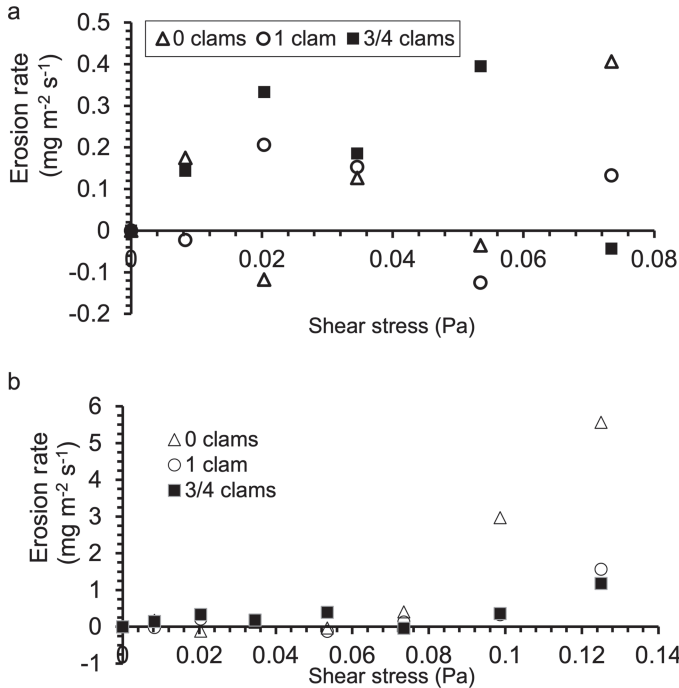 a
0.5
0 clams 1 clam 3/4 clams
0.4
0.3
0.2
0.1
0
-0.1
-0.2
Erosion rate
(mg m⁻² s⁻¹)
0 0.02 0.04 0.06 0.08
Shear stress (Pa)
b
6
5
4
3
2
1
0
-1
Erosion rate
(mg m⁻² s⁻¹)
0 clams
1 clam
3/4 clams
0 0.02 0.04 0.06 0.08 0.1 0.12 0.14
Shear stress (Pa)